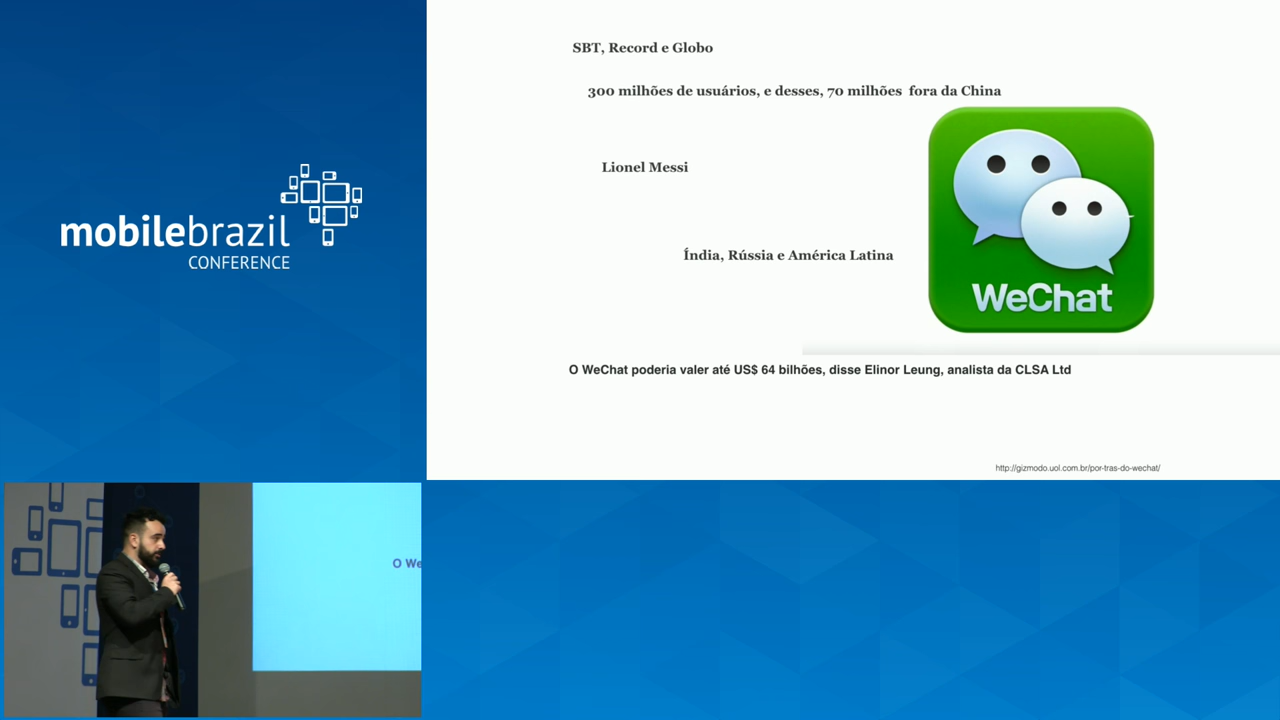 mobilebrazil
CONFERENCE
SBT, Record e Globo
300 milhões de usuários, e desses, 70 milhões fora da China
Lionel Messi
Índia, Rússia e América Latina
WeChat
O WeChat poderia valer até US$ 64 bilhões, disse Elinor Leung, analista da CLSA Ltd
http://gizmodo.uol.com.br/por-tras-do-wechat/
O We